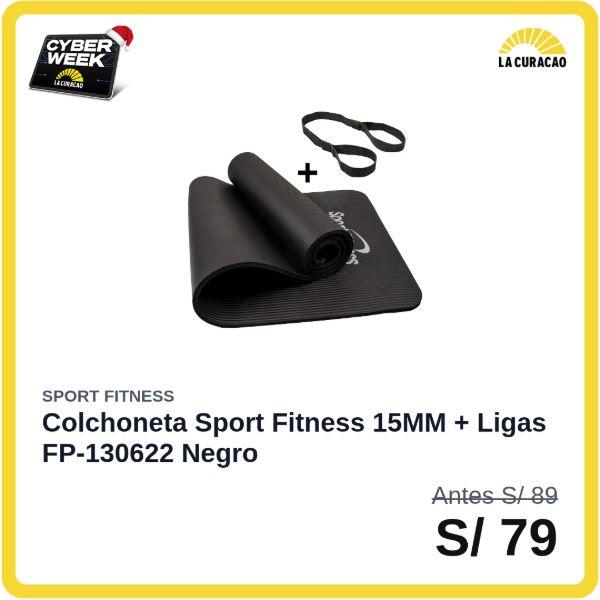 CYBER
WEEK
LA CURACAO
LA CURACAO
+
SPORT FITNESS
Colchoneta Sport Fitness 15MM + Ligas
FP-130622 Negro
Antes S/ 89
S/ 79